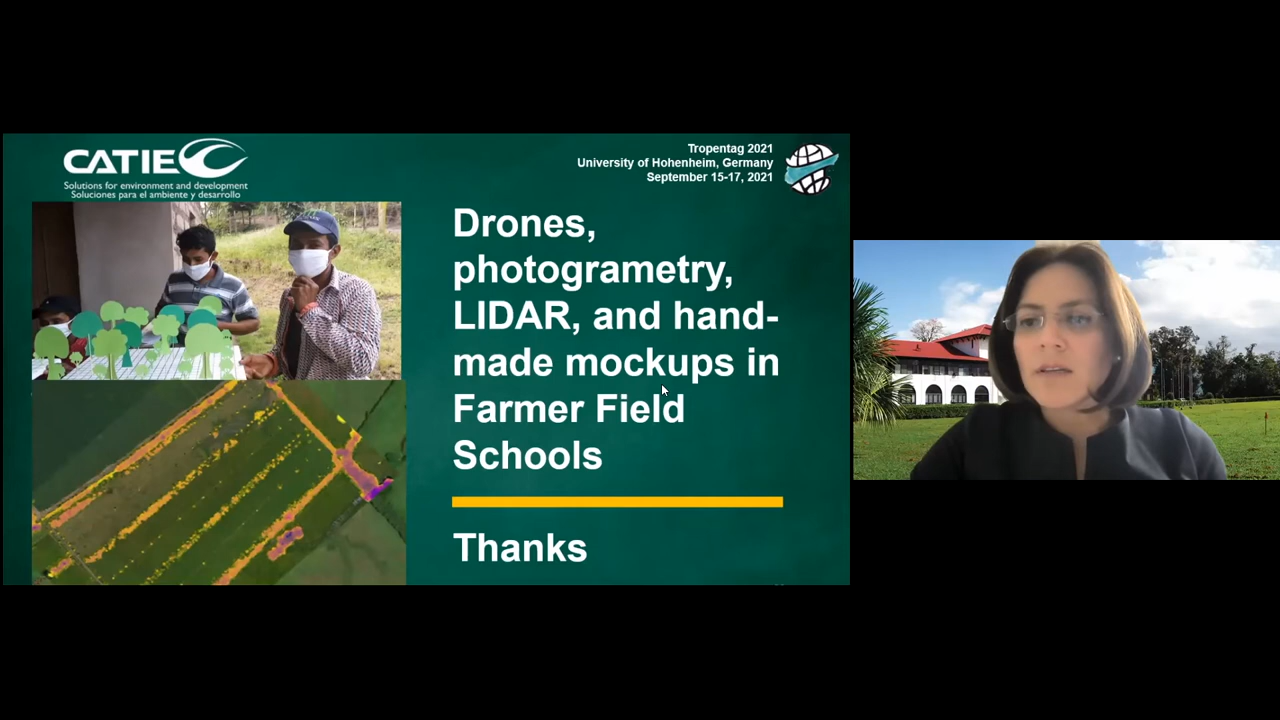 CATIE
Solutions for environment and development
Soluciones para el ambiente y desarrollo
Tropentag 2021
University of Hohenheim, Germany
September 15-17, 2021
Drones,
photogrametry,
LIDAR, and hand-
made mockups in
Farmer Field
Schools
Thanks